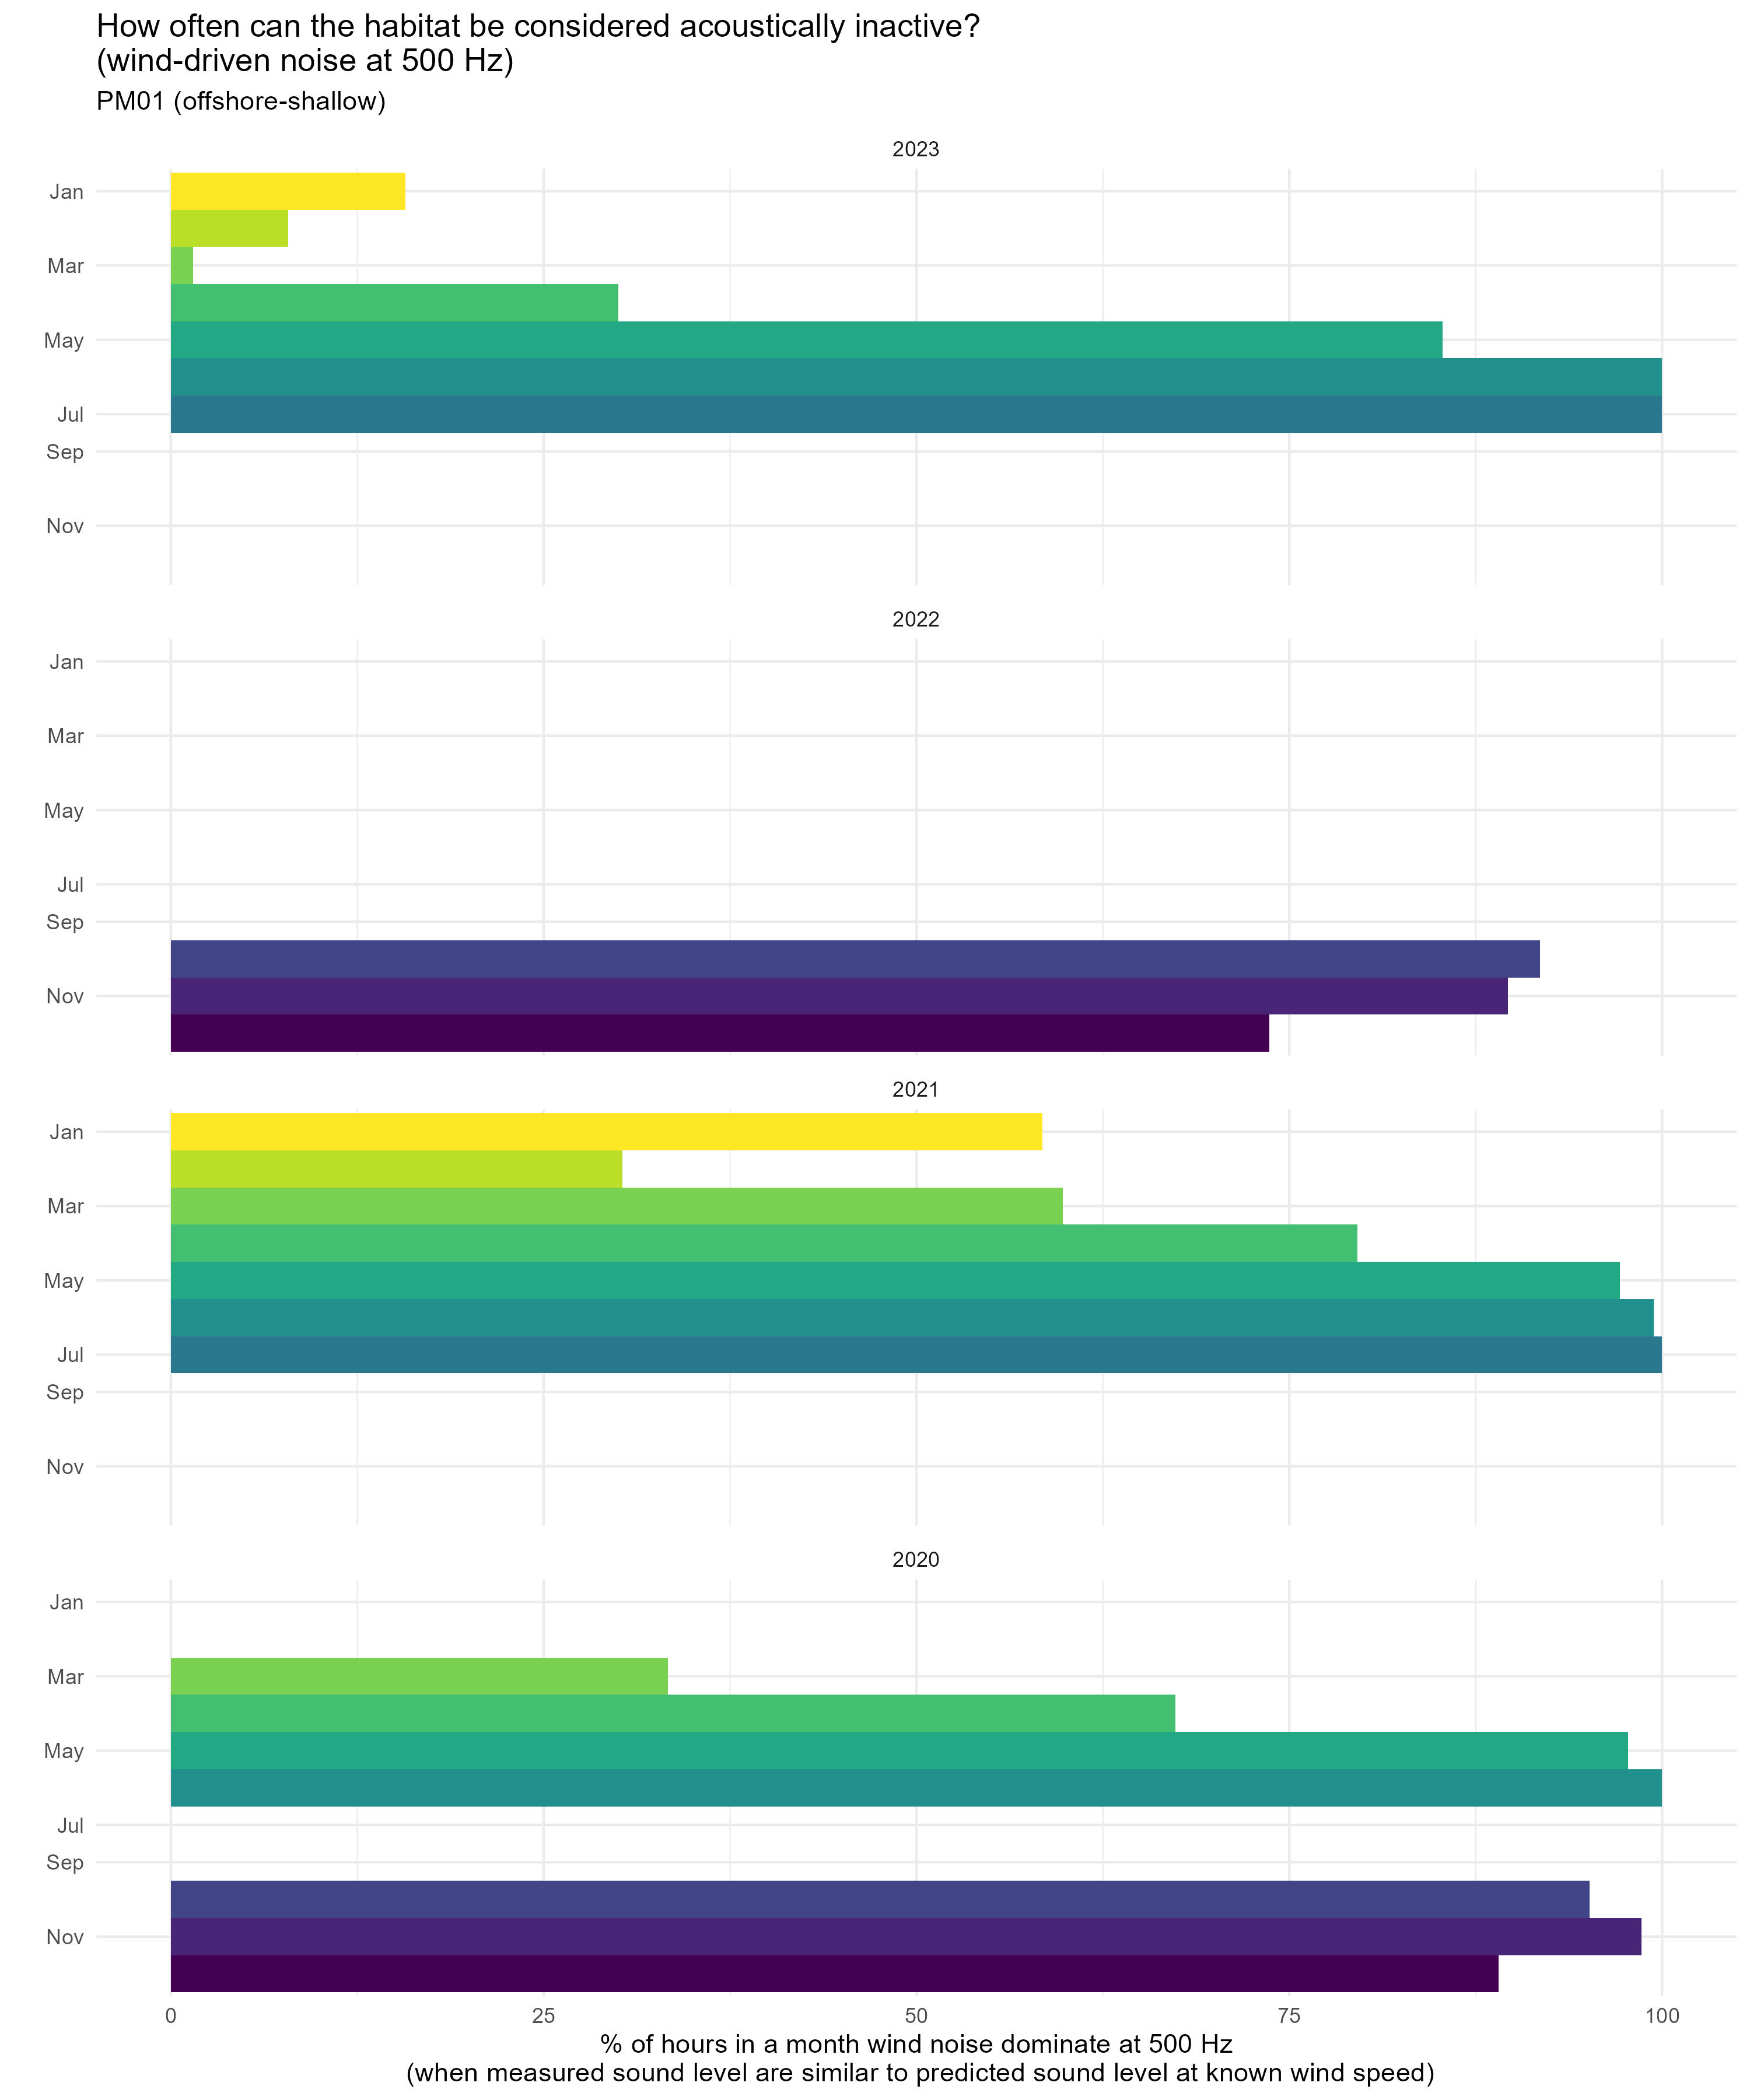 How often can the habitat be considered acoustically inactive?
(wind-driven noise at 500 Hz)
PM01 (offshore-shallow)
2023
Jan
Mar
May
Jul
Sep
Nov
2022
Jan
Mar
May
Jul
Sep
Nov
2021
Jan
Mar
May
Jul
Sep
Nov
2020
Jan
Mar
May
Jul
Sep
Nov
0 25 50 75 100
% of hours in a month wind noise dominate at 500 Hz
(when measured sound level are similar to predicted sound level at known wind speed)